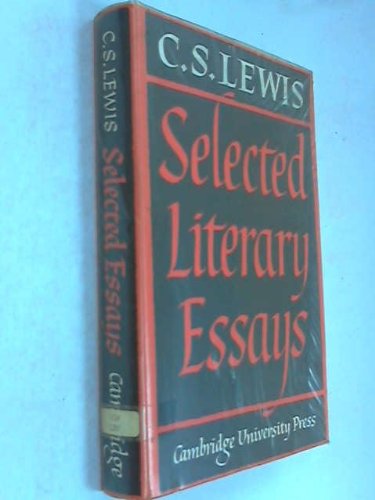 C.S.LEWIS
Selected
Literary
Essays
Cambridge University Press
C.S.LEWIS Selected Essays Cambridge